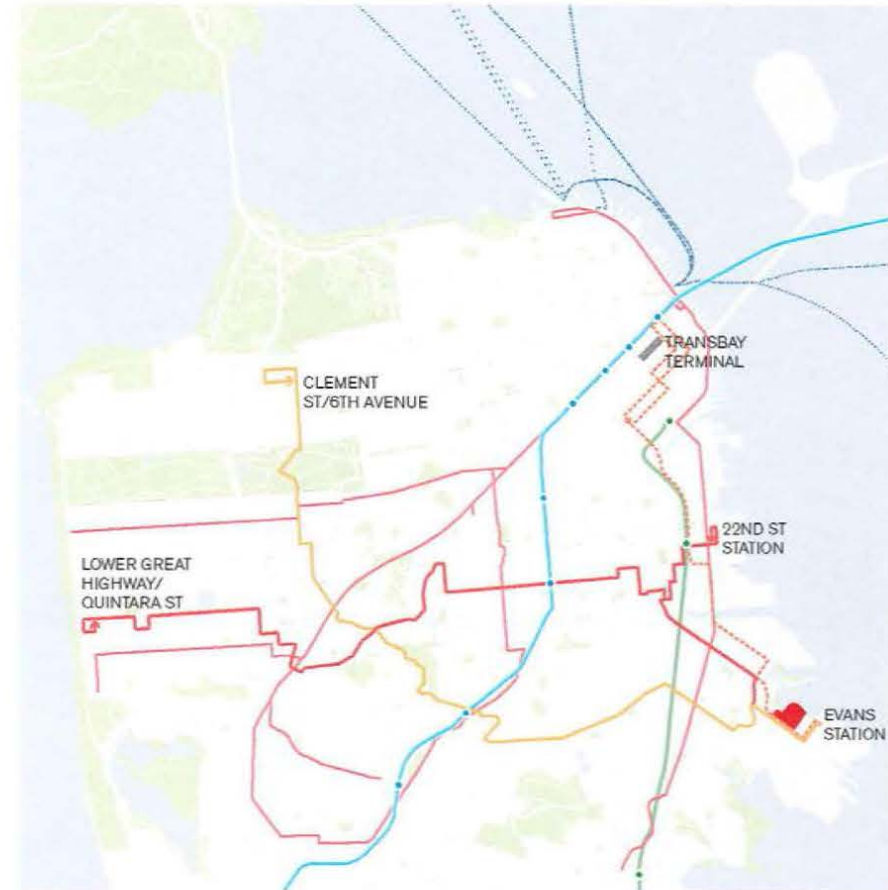 TRANSBAY
TERMINAL
CLEMENT
ST/6TH AVENUE
22ND ST
STATION
LOWER GREAT
HIGHWAY/
QUINTARA ST
EVANS
STATION